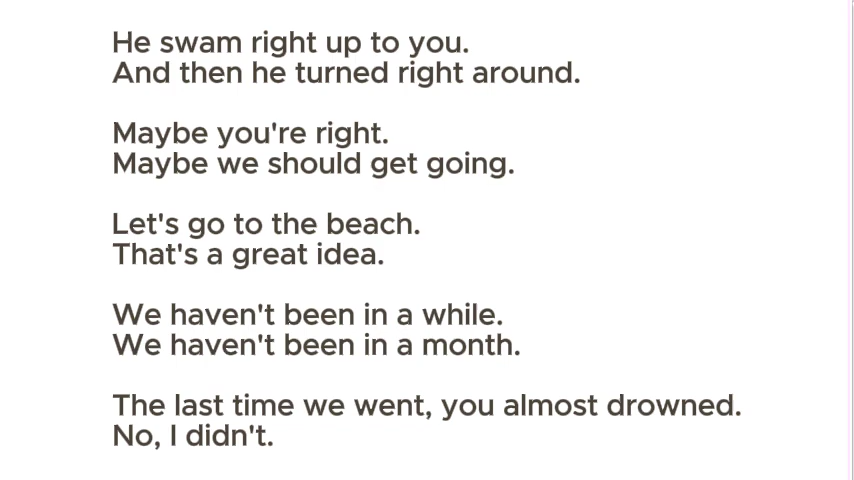 He swam right up to you.
And then he turned right around.
Maybe you're right.
Maybe we should get going.
Let's go to the beach.
That's a great idea.
We haven't been in a while.
We haven't been in a month.
The last time we went, you almost drowned.
No, I didn't.